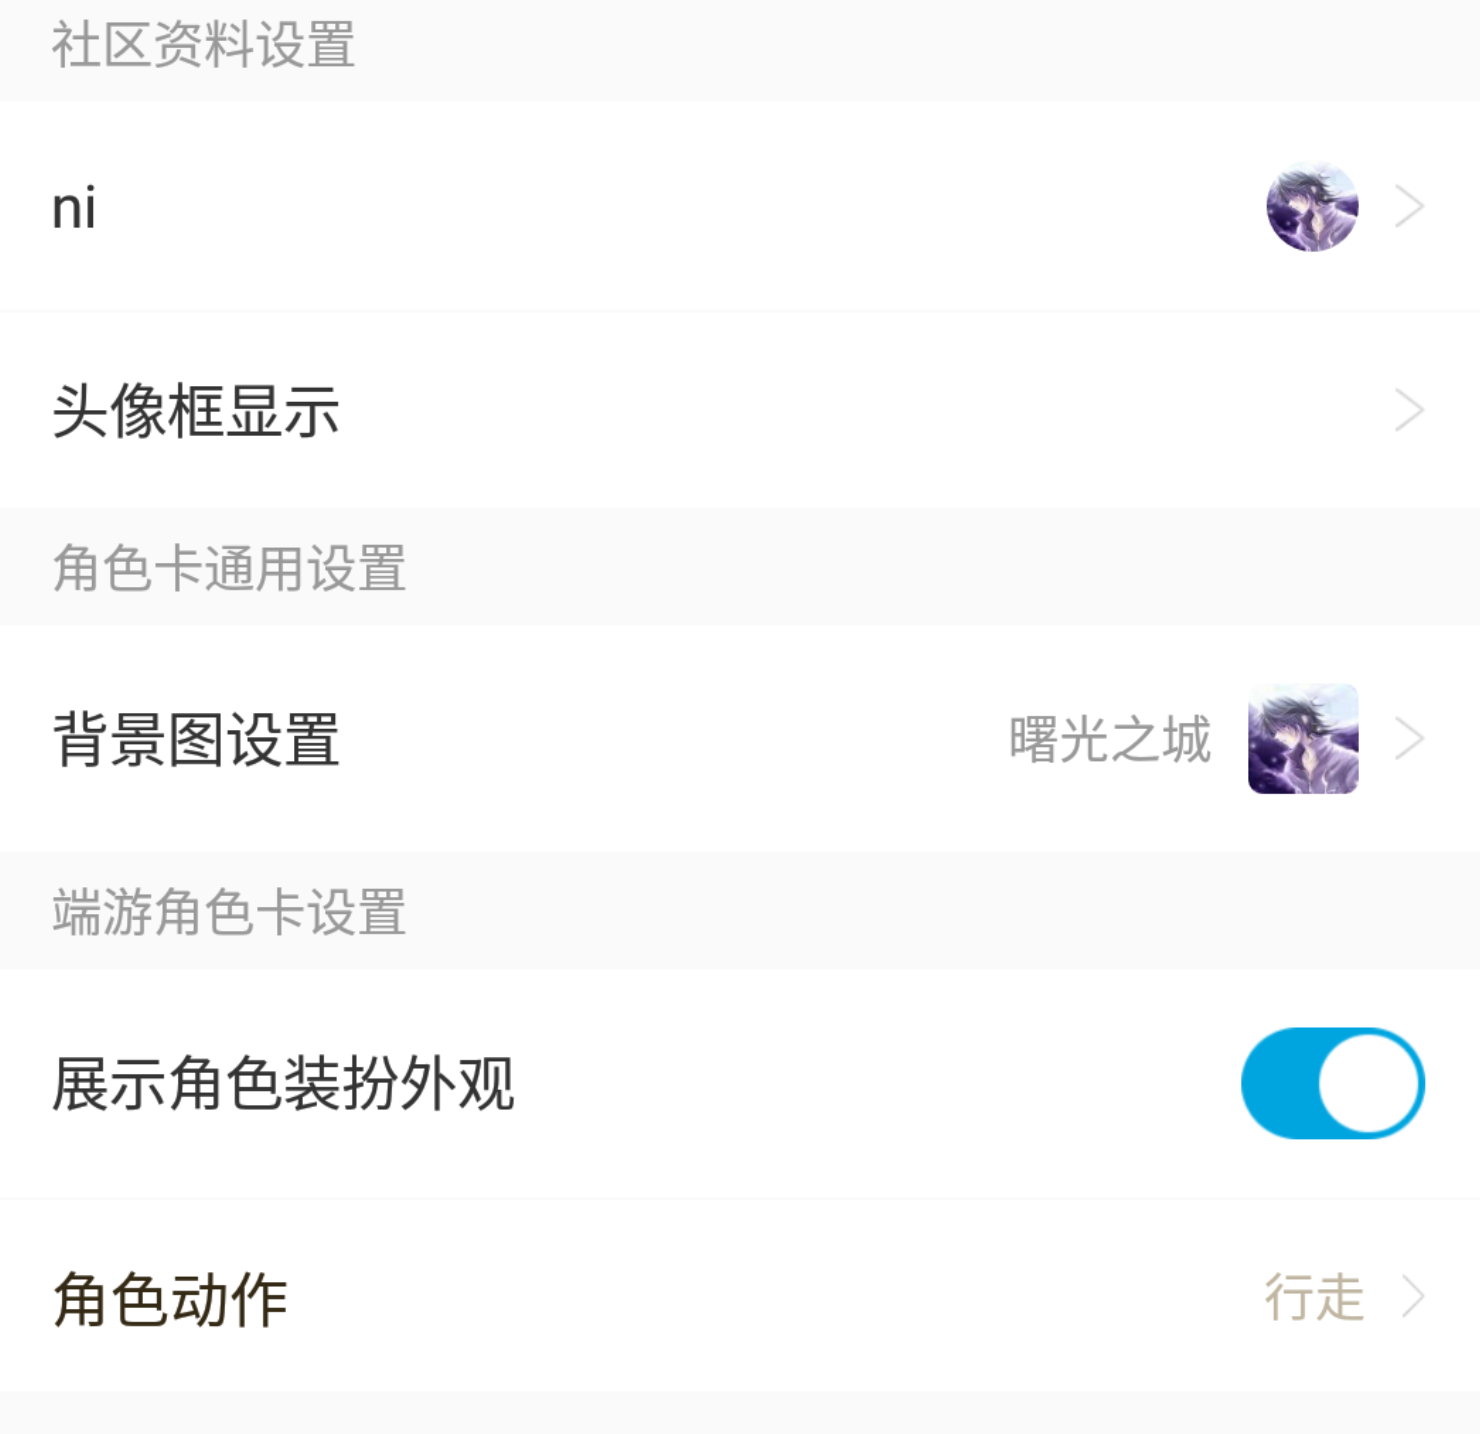 社区资料设置
ni
头像框显示
角色卡通用设置
背景图设置 曙光之城
端游角色卡设置
展示角色装扮外观
角色动作 行走